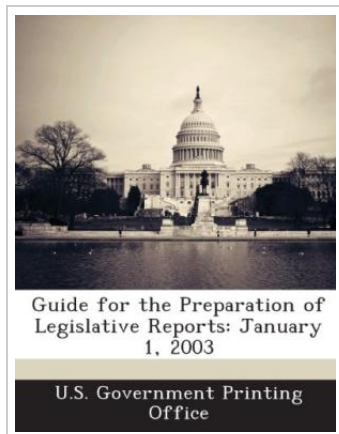 Guide for the Preparation of
Legislative Reports: January
1, 2003
U.S. Government Printing
Office